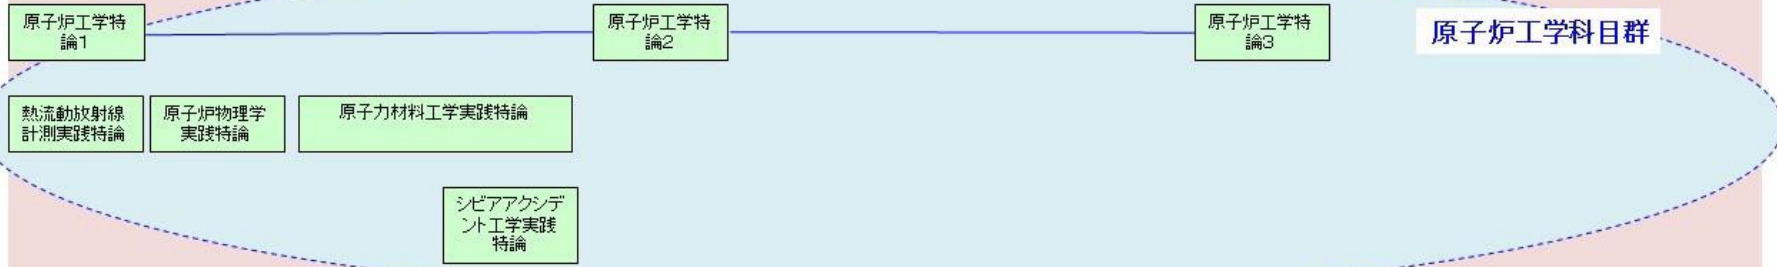 原子炉工学特
論1
原子炉工学特
論2
原子炉工学特
論3
原子炉工学科目群
熱流動放射線
計測実践特論
原子炉物理学
実践特論
原子力材料工学実践特論
シビアアクシデ
ント工学実践
特論